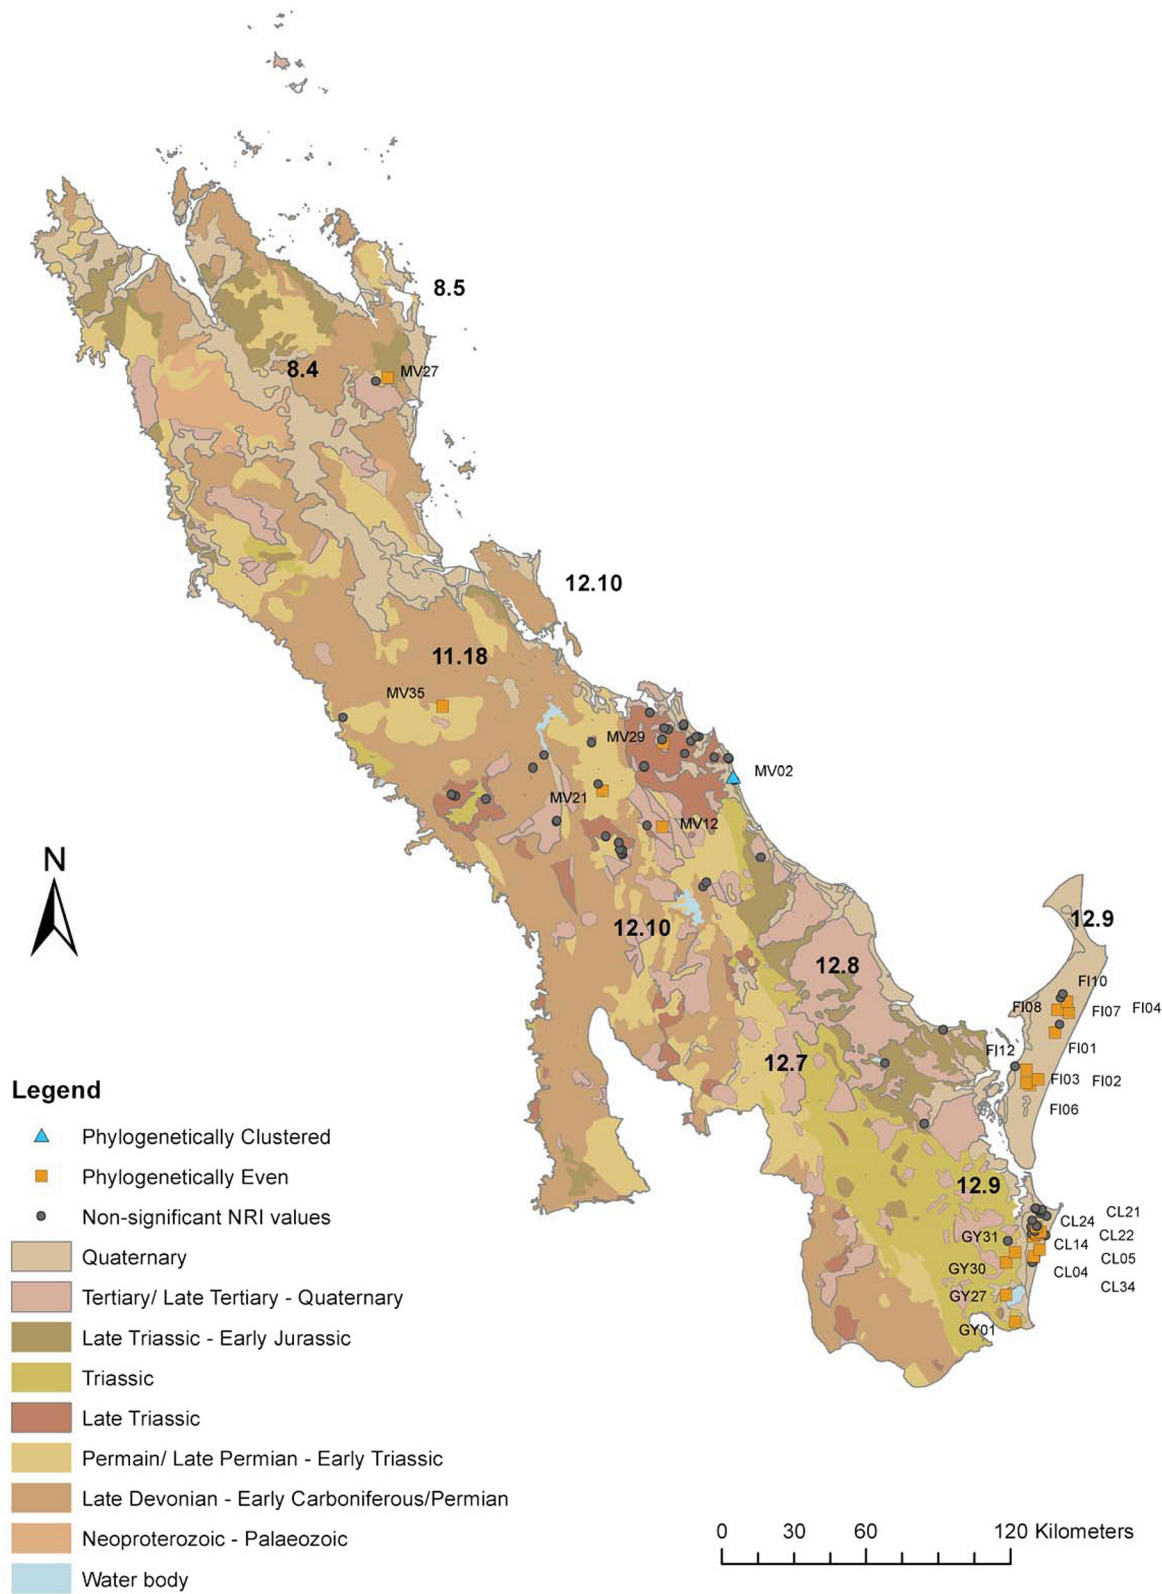 8.5
8.4
MV27
12.10
11.18
MV35
MV29
MV02
MV21
MV12
N
12.10
12.9
12.8
FI10
FI08
FI07
FI04
FI01
FI12
12.7
FI03
FI02
FI06
Legend
Phylogenetically Clustered
Phylogenetically Even
12.9
Non-significant NRI values
CL21
CL24
GY31
CL22
CL14
Quaternary
CL05
GY30
CL04
CL34
Tertiary/ Late Tertiary - Quaternary
GY27
GY01
Late Triassic - Early Jurassic
Triassic
Late Triassic
Permain/ Late Permian - Early Triassic
Late Devonian - Early Carboniferous/Permian
Neoproterozoic - Palaeozoic
0 30 60 120 Kilometers
Water body